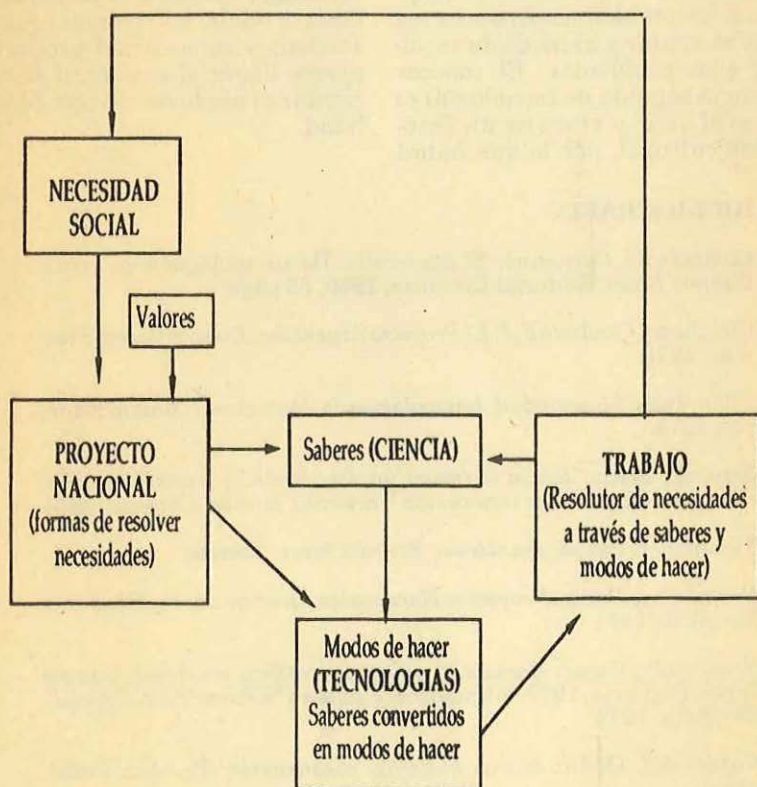 NECESIDAD
SOCIAL
Valores
PROYECTO
NACIONAL
(formas de resolver
necesidades)
Saberes (CIENCIA)
TRABAJO
(Resolutor de necesidades
a través de saberes y
modos de hacer)
Modos de hacer
(TECNOLOGIAS)
Saberes convertidos
en modos de hacer